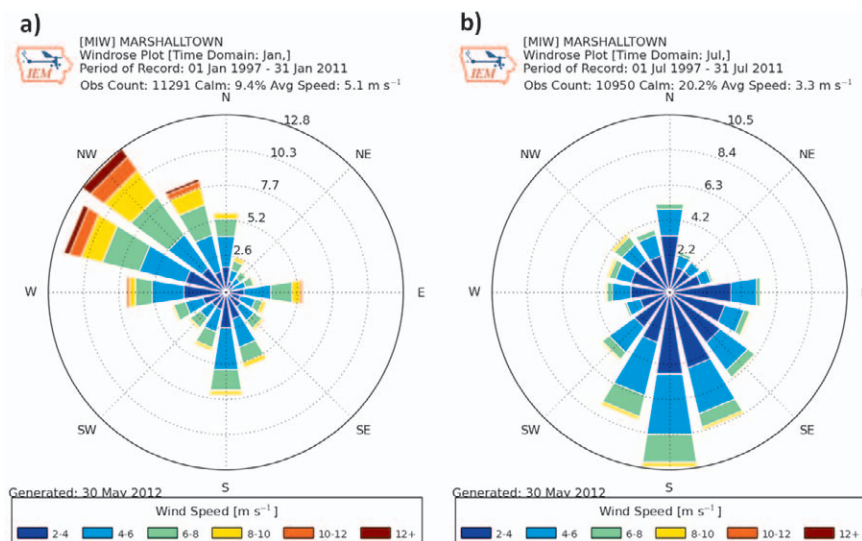 a)
[MIW] MARSHALLTOWN
Windrose Plot [Time Domain: Jan,]
Period of Record: 01 Jan 1997 - 31 Jan 2011
Obs Count: 11291 Calm: 9.4% Avg Speed: 5.1 m s⁻¹
IEM
N
12.8
10.3
7.7
5.2
2.6
NW
NE
W
E
SW
SE
S
Generated: 30 May 2012
Wind Speed [m s⁻¹]
2-4 4-6 6-8 8-10 10-12 12+
b)
[MIW] MARSHALLTOWN
Windrose Plot [Time Domain: Jul,]
Period of Record: 01 Jul 1997 - 31 Jul 2011
Obs Count: 10950 Calm: 20.2% Avg Speed: 3.3 m s⁻¹
IEM
N
10.5
8.4
6.3
4.2
2.2
NW
NE
W
SW
SE
S
Generated: 30 May 2012
Wind Speed [m s⁻¹]
2-4 4-6 6-8 8-10 10-12 12+